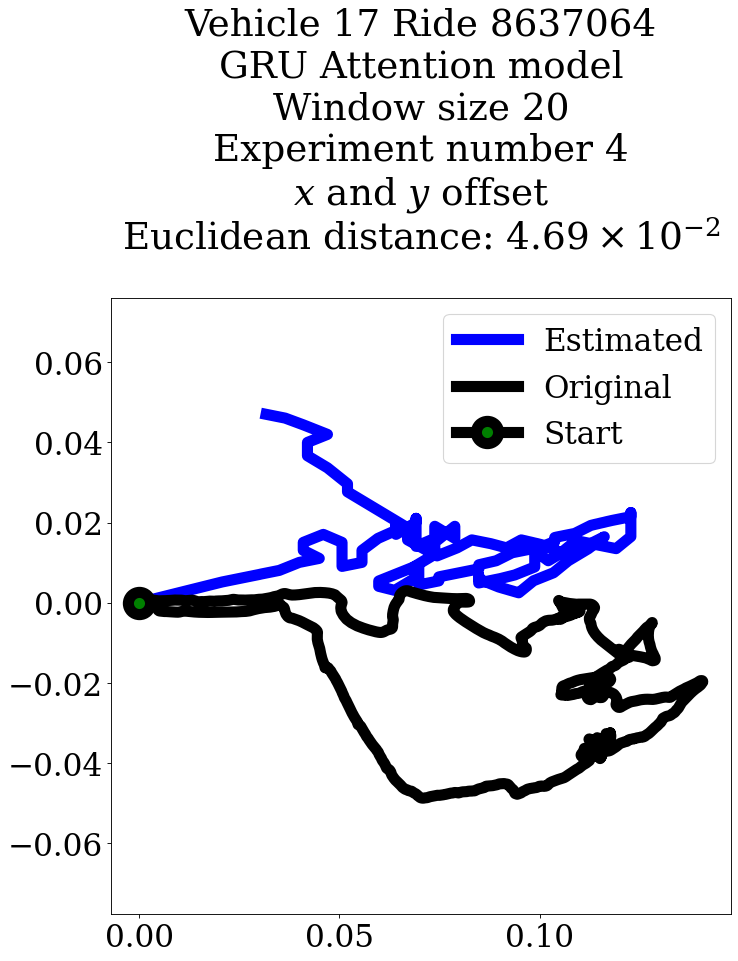 Vehicle 17 Ride 8637064
GRU Attention model
Window size 20
Experiment number 4
x and y offset
Euclidean distance: 4.69 × 10⁻²
Estimated
Original
Start
0.06
0.04
0.02
0.00
−0.02
−0.04
−0.06
0.00 0.05 0.10